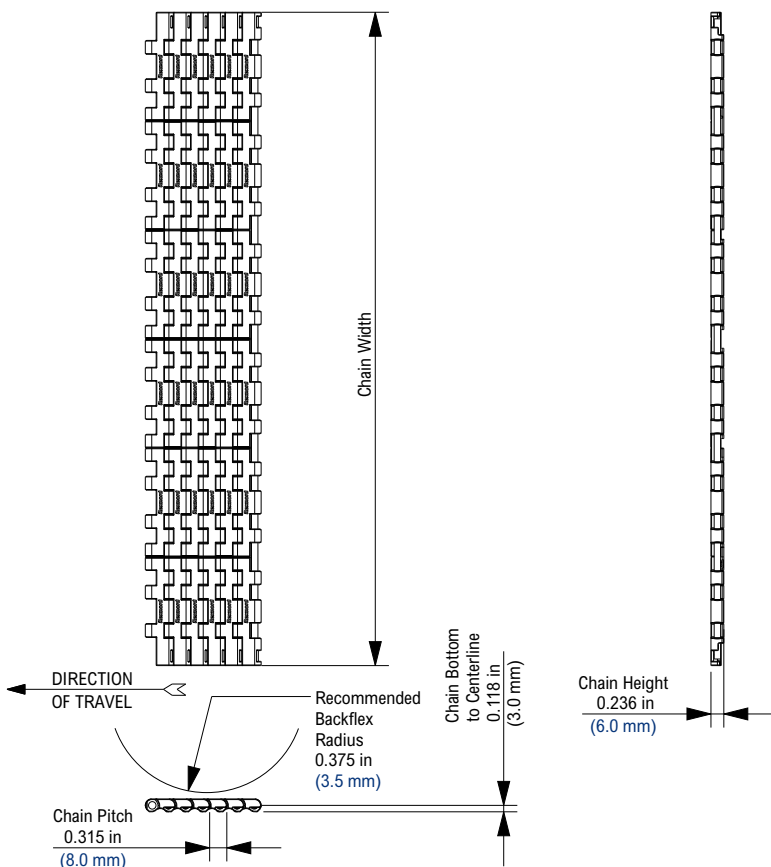 Chain Width
DIRECTION
OF TRAVEL
Recommended
Backflex
Radius
0.375 in
(3.5 mm)
Chain Bottom
to Centerline
0.118 in
(3.0 mm)
Chain Height
0.236 in
(6.0 mm)
Chain Pitch
0.315 in
(8.0 mm)